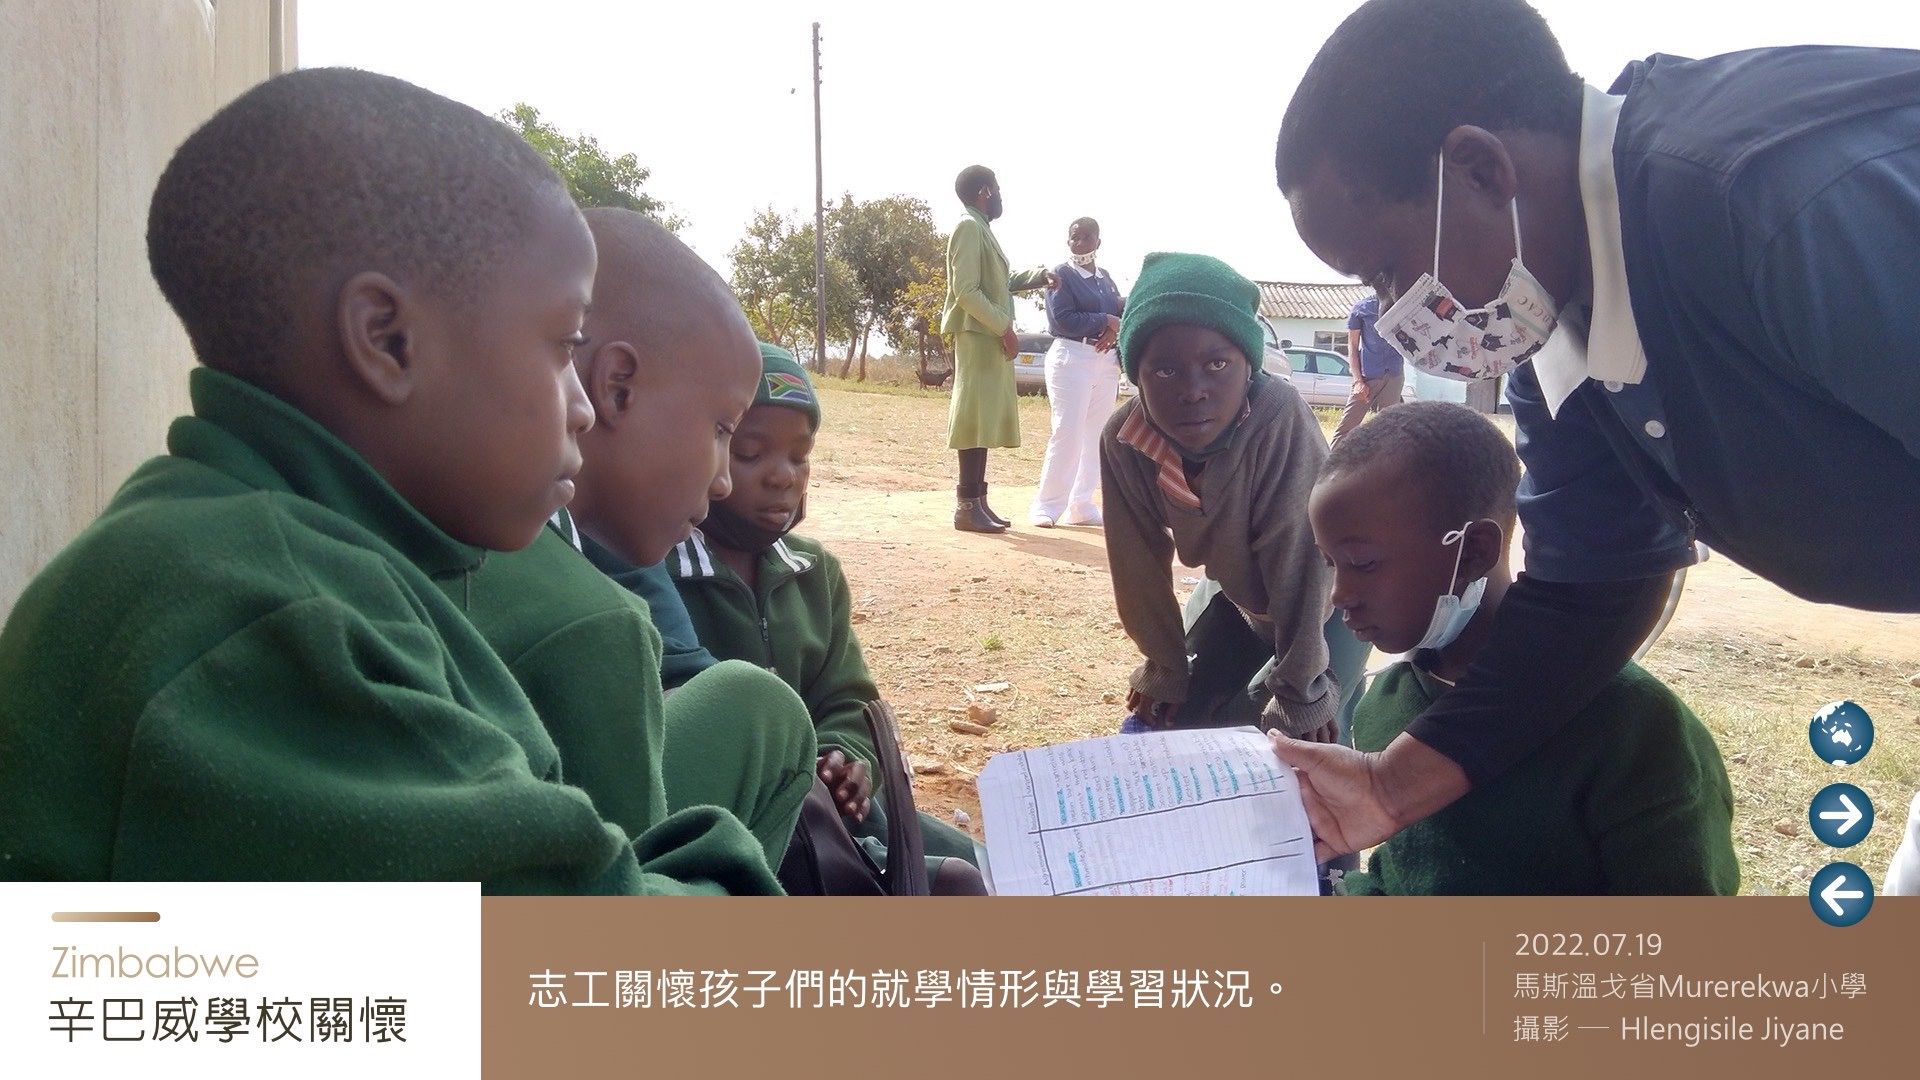 Zimbabwe
辛巴威學校關懷
志工關懷孩子們的就學情形與學習狀況。
2022.07.19
馬斯溫戈省Murerekwa小學
攝影 — Hlengisile Jiyane